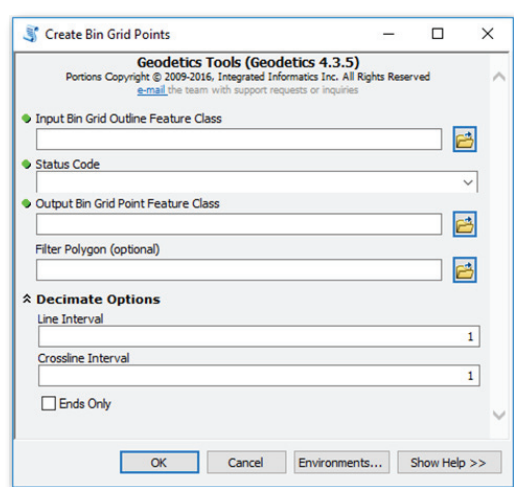 Create Bin Grid Points
Geodetics Tools (Geodetics 4.3.5)
Portions Copyright © 2009-2016, Integrated Informatics Inc. All Rights Reserved
e-mail the team with support requests or inquiries
Input Bin Grid Outline Feature Class
Status Code
Output Bin Grid Point Feature Class
Filter Polygon (optional)
Decimate Options
Line Interval
1
Crossline Interval
1
Ends Only
OK Cancel Environments... Show Help >>